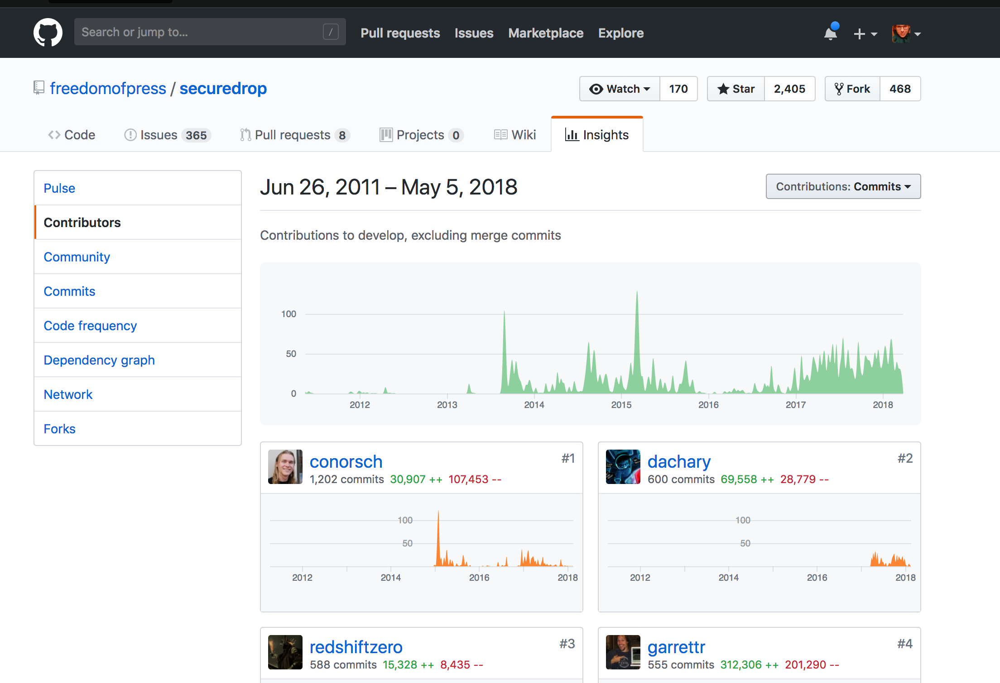 Search or jump to... / Pull requests Issues Marketplace Explore
freedomofpress / securedrop Watch 170 Star 2,405 Fork 468
Code Issues 365 Pull requests 8 Projects 0 Wiki Insights
Pulse
Contributors
Community
Commits
Code frequency
Dependency graph
Network
Forks
Jun 26, 2011 – May 5, 2018 Contributions: Commits
Contributions to develop, excluding merge commits
100
50
0
2012 2013 2014 2015 2016 2017 2018
conorsch #1
1,202 commits 30,907 ++ 107,453 --
100
50
2012 2014 2016 2018
dachary #2
600 commits 69,558 ++ 28,779 --
100
50
2012 2014 2016 2018
redshiftzero #3
588 commits 15,328 ++ 8,435 --
garrettr #4
555 commits 312,306 ++ 201,290 --